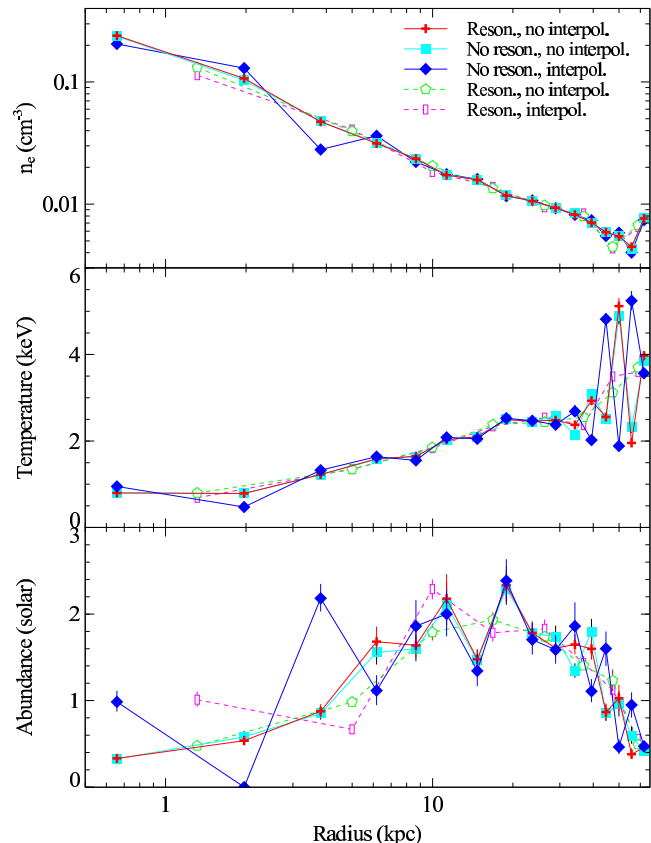 Reson., no interpol.
No reson., no interpol.
No reson., interpol.
Reson., no interpol.
Reson., interpol.
0.1
0.01
n_e (cm⁻³)
6
4
2
0
Temperature (keV)
3
2
1
0
Abundance (solar)
1
10
Radius (kpc)